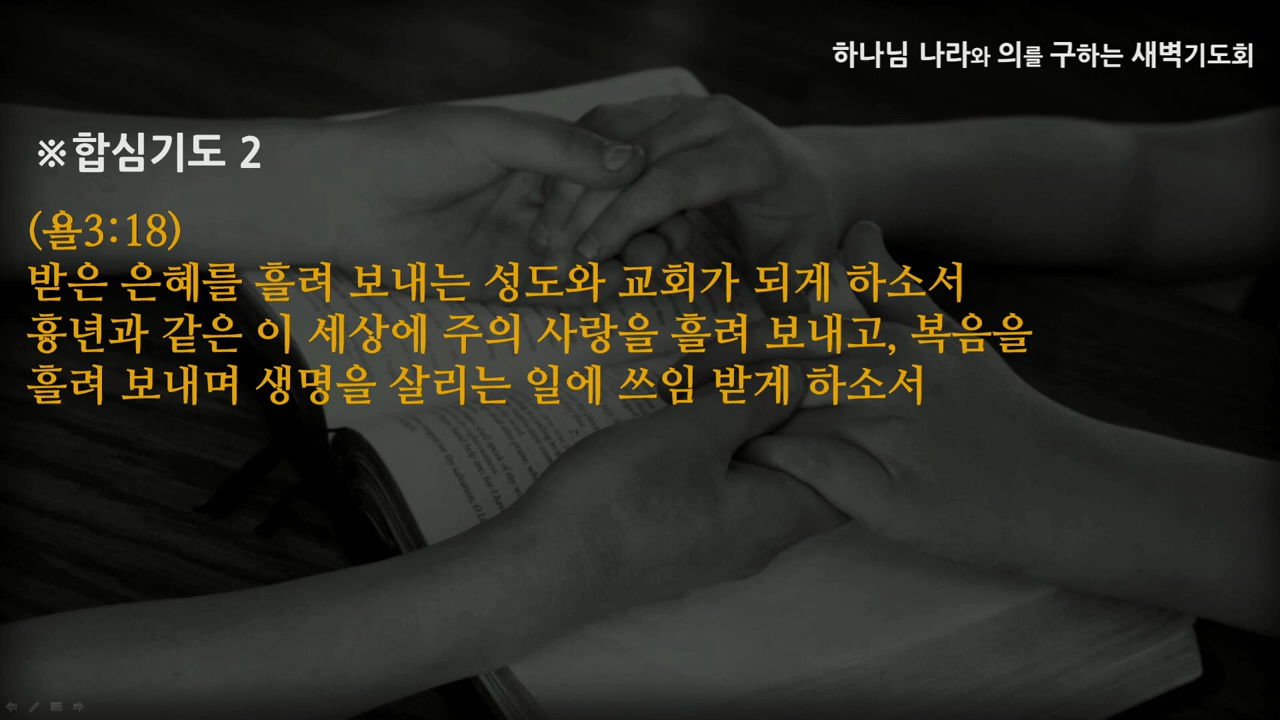 하나님 나라와 의를 구하는 새벽기도회
※합심기도 2
(욜3:18)
받은 은혜를 흘려 보내는 성도와 교회가 되게 하소서
흉년과 같은 이 세상에 주의 사랑을 흘려 보내고, 복음을
흘려 보내며 생명을 살리는 일에 쓰임 받게 하소서